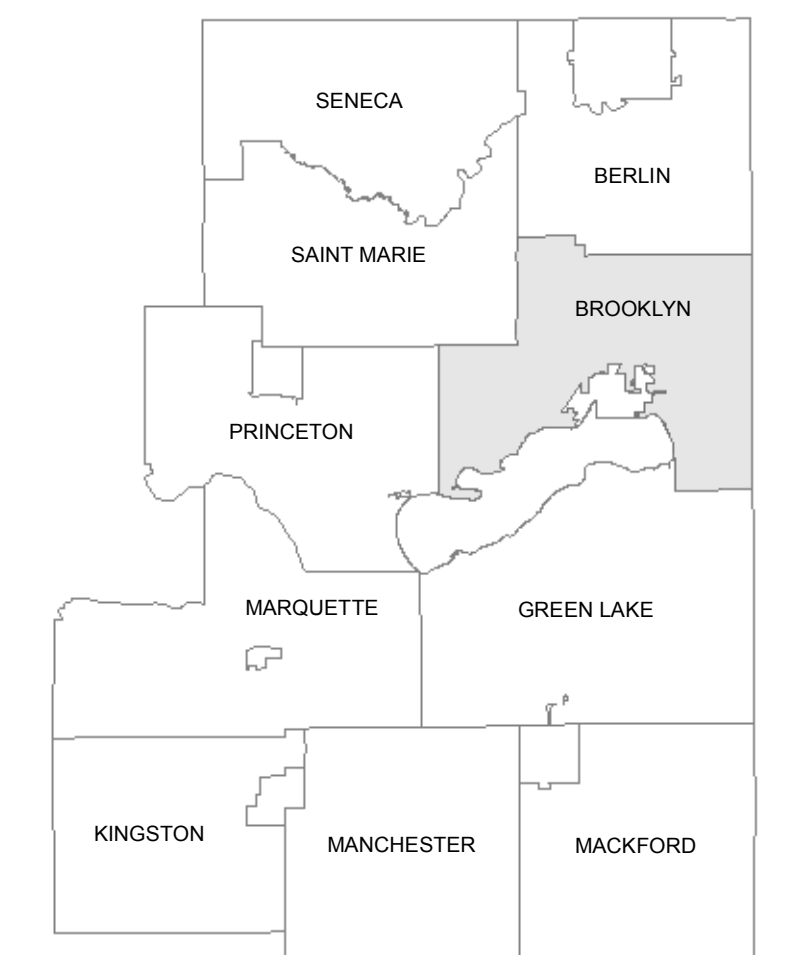 SENECA
BERLIN
SAINT MARIE
BROOKLYN
PRINCETON
MARQUETTE
GREEN LAKE
KINGSTON
MANCHESTER
MACKFORD